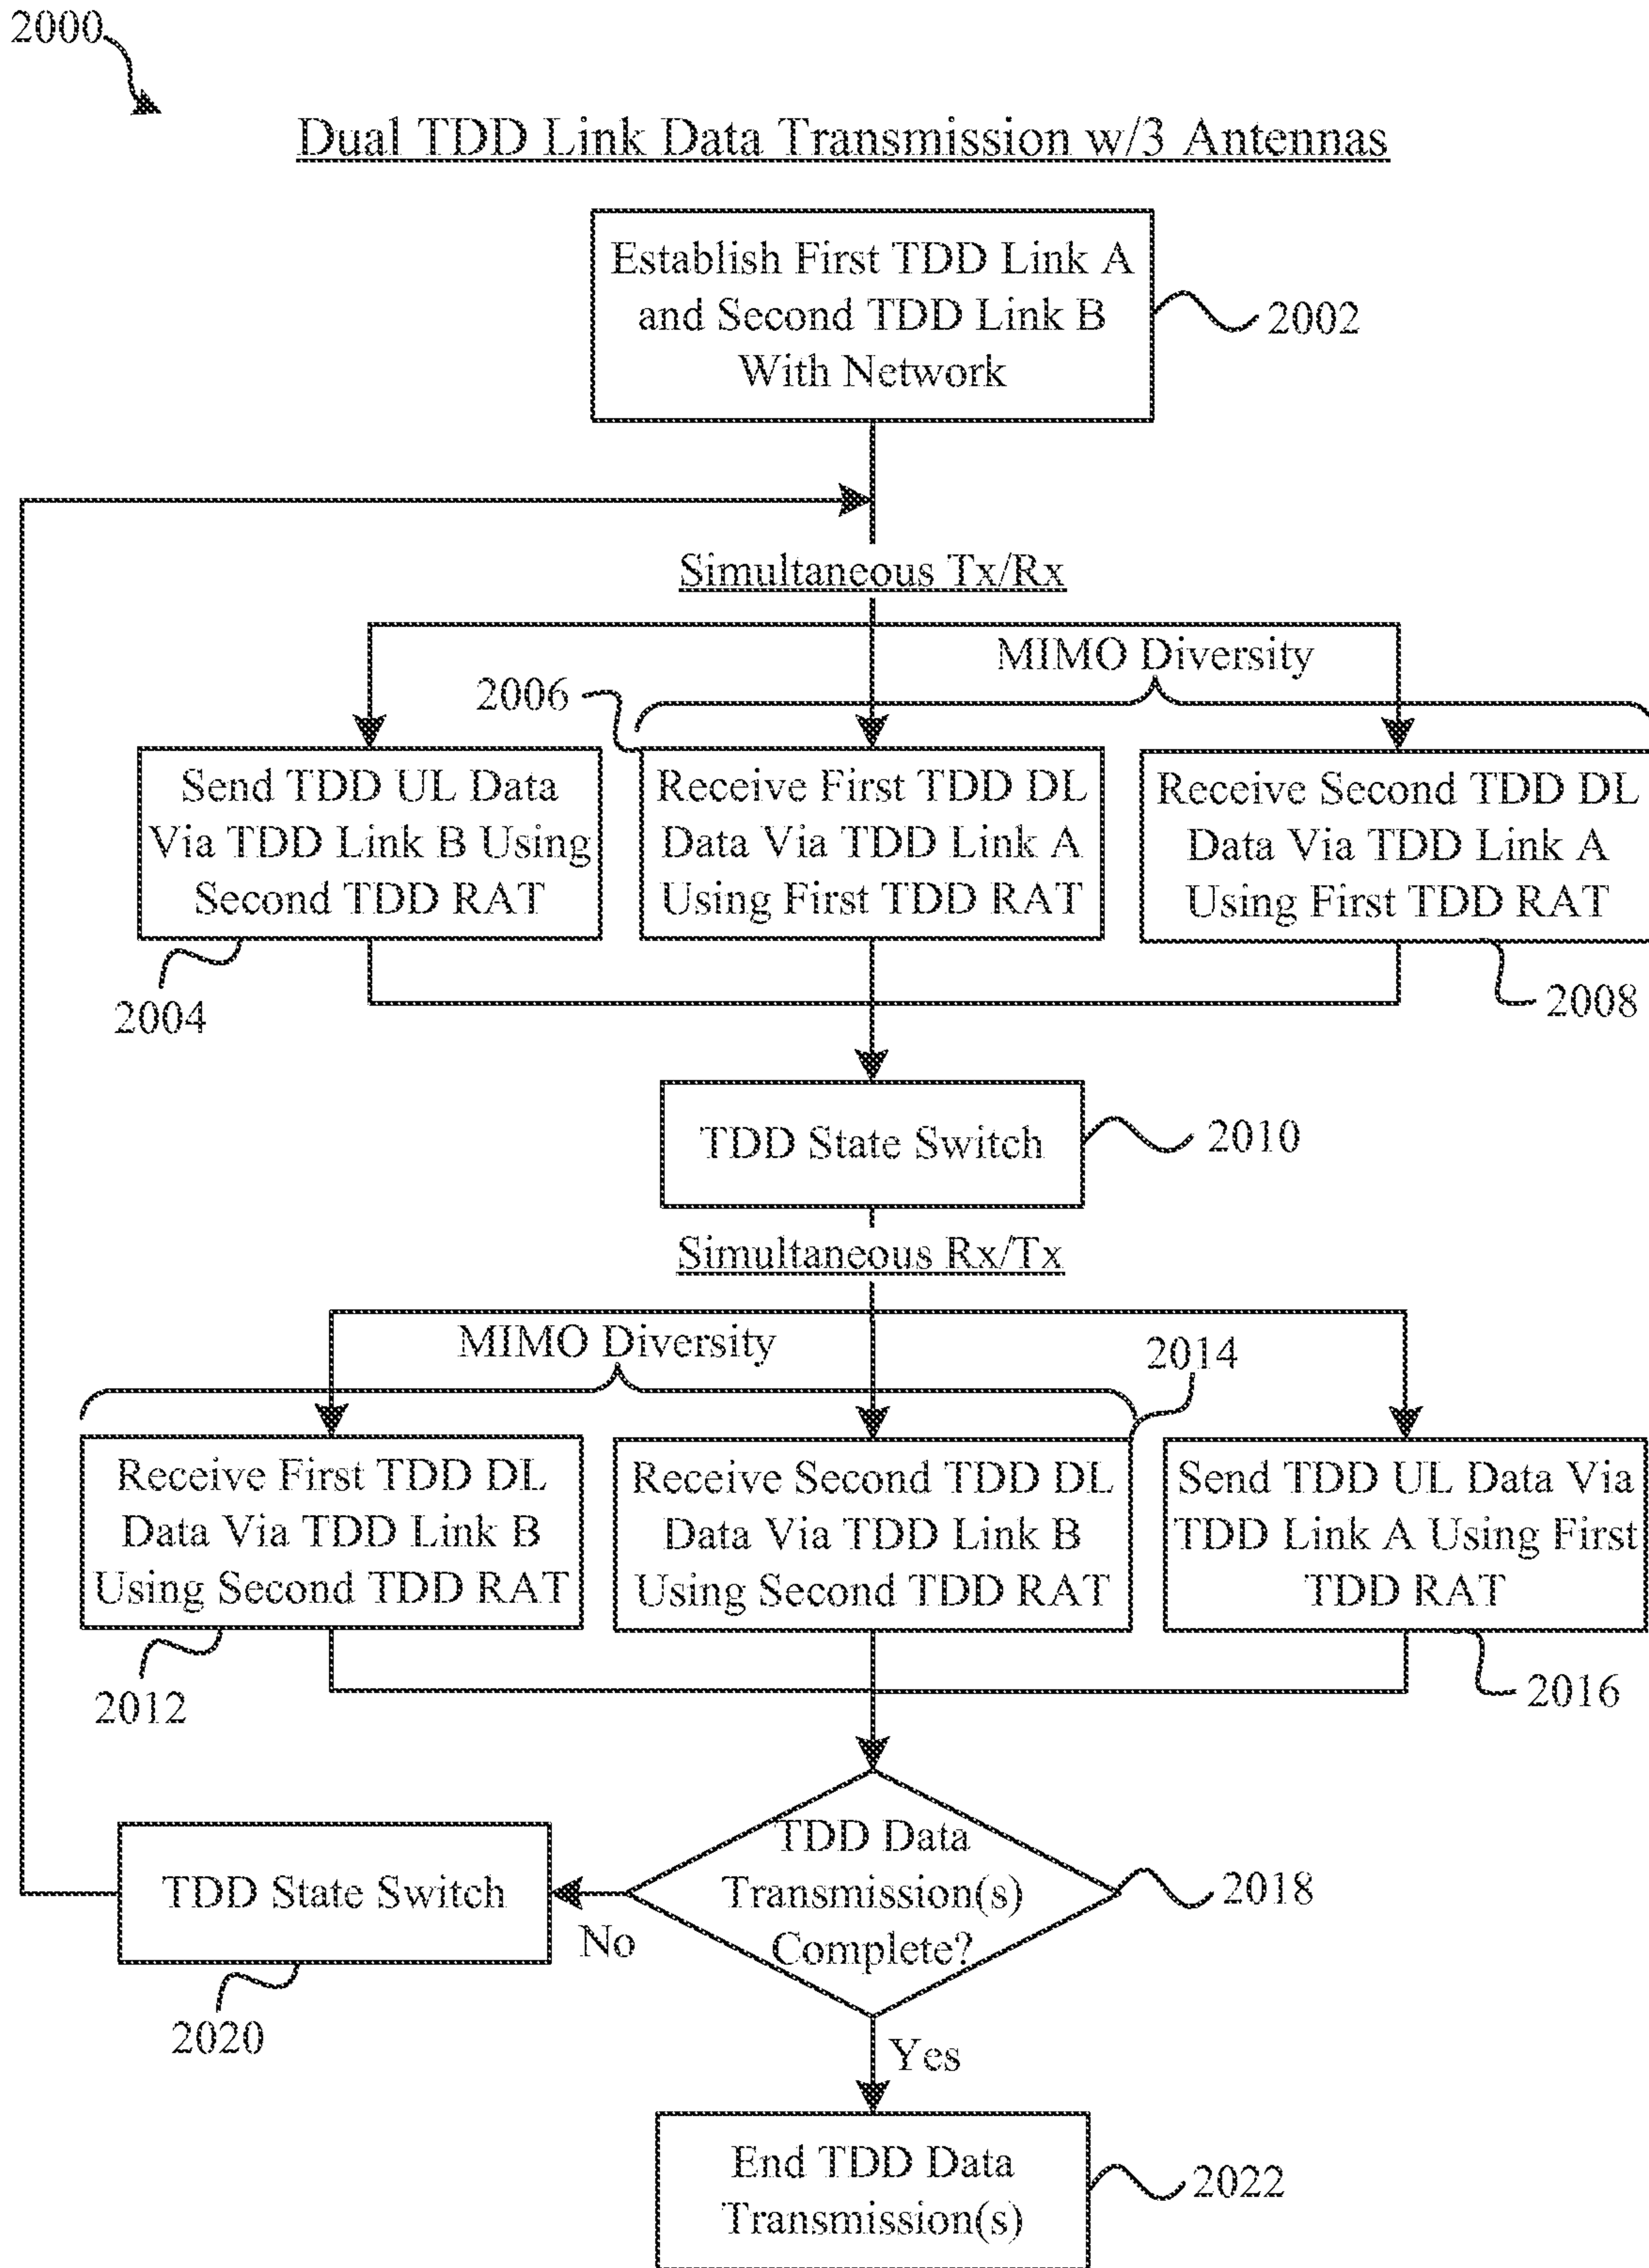 2000
Dual TDD Link Data Transmission w/3 Antennas
Establish First TDD Link A
and Second TDD Link B
With Network
2002
Simultaneous Tx/Rx
MIMO Diversity
2006
Send TDD UL Data
Via TDD Link B Using
Second TDD RAT
2004
Receive First TDD DL
Data Via TDD Link A
Using First TDD RAT
Receive Second TDD DL
Data Via TDD Link A
Using First TDD RAT
2008
TDD State Switch
2010
Simultaneous Rx/Tx
MIMO Diversity
2014
Receive First TDD DL
Data Via TDD Link B
Using Second TDD RAT
2012
Receive Second TDD DL
Data Via TDD Link B
Using Second TDD RAT
Send TDD UL Data Via
TDD Link A Using First
TDD RAT
2016
TDD Data
Transmission(s)
Complete?
2018
No
TDD State Switch
2020
Yes
End TDD Data
Transmission(s)
2022